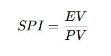 SPI = EV / PV